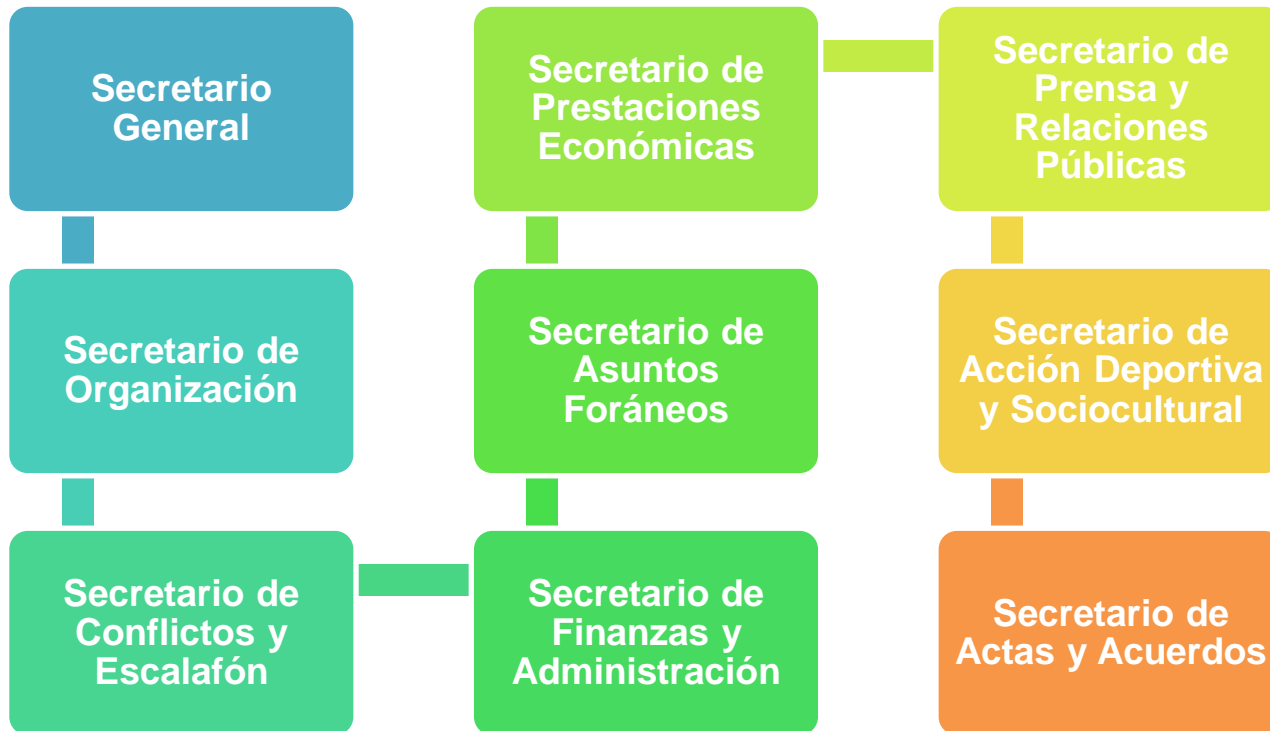 Secretario
General
Secretario de
Organización
Secretario de
Conflictos y
Escalafón
Secretario de
Finanzas y
Administración
Secretario de
Asuntos
Foráneos
Secretario de
Prestaciones
Económicas
Secretario de
Prensa y
Relaciones
Públicas
Secretario de
Acción Deportiva
y Sociocultural
Secretario de
Actas y Acuerdos